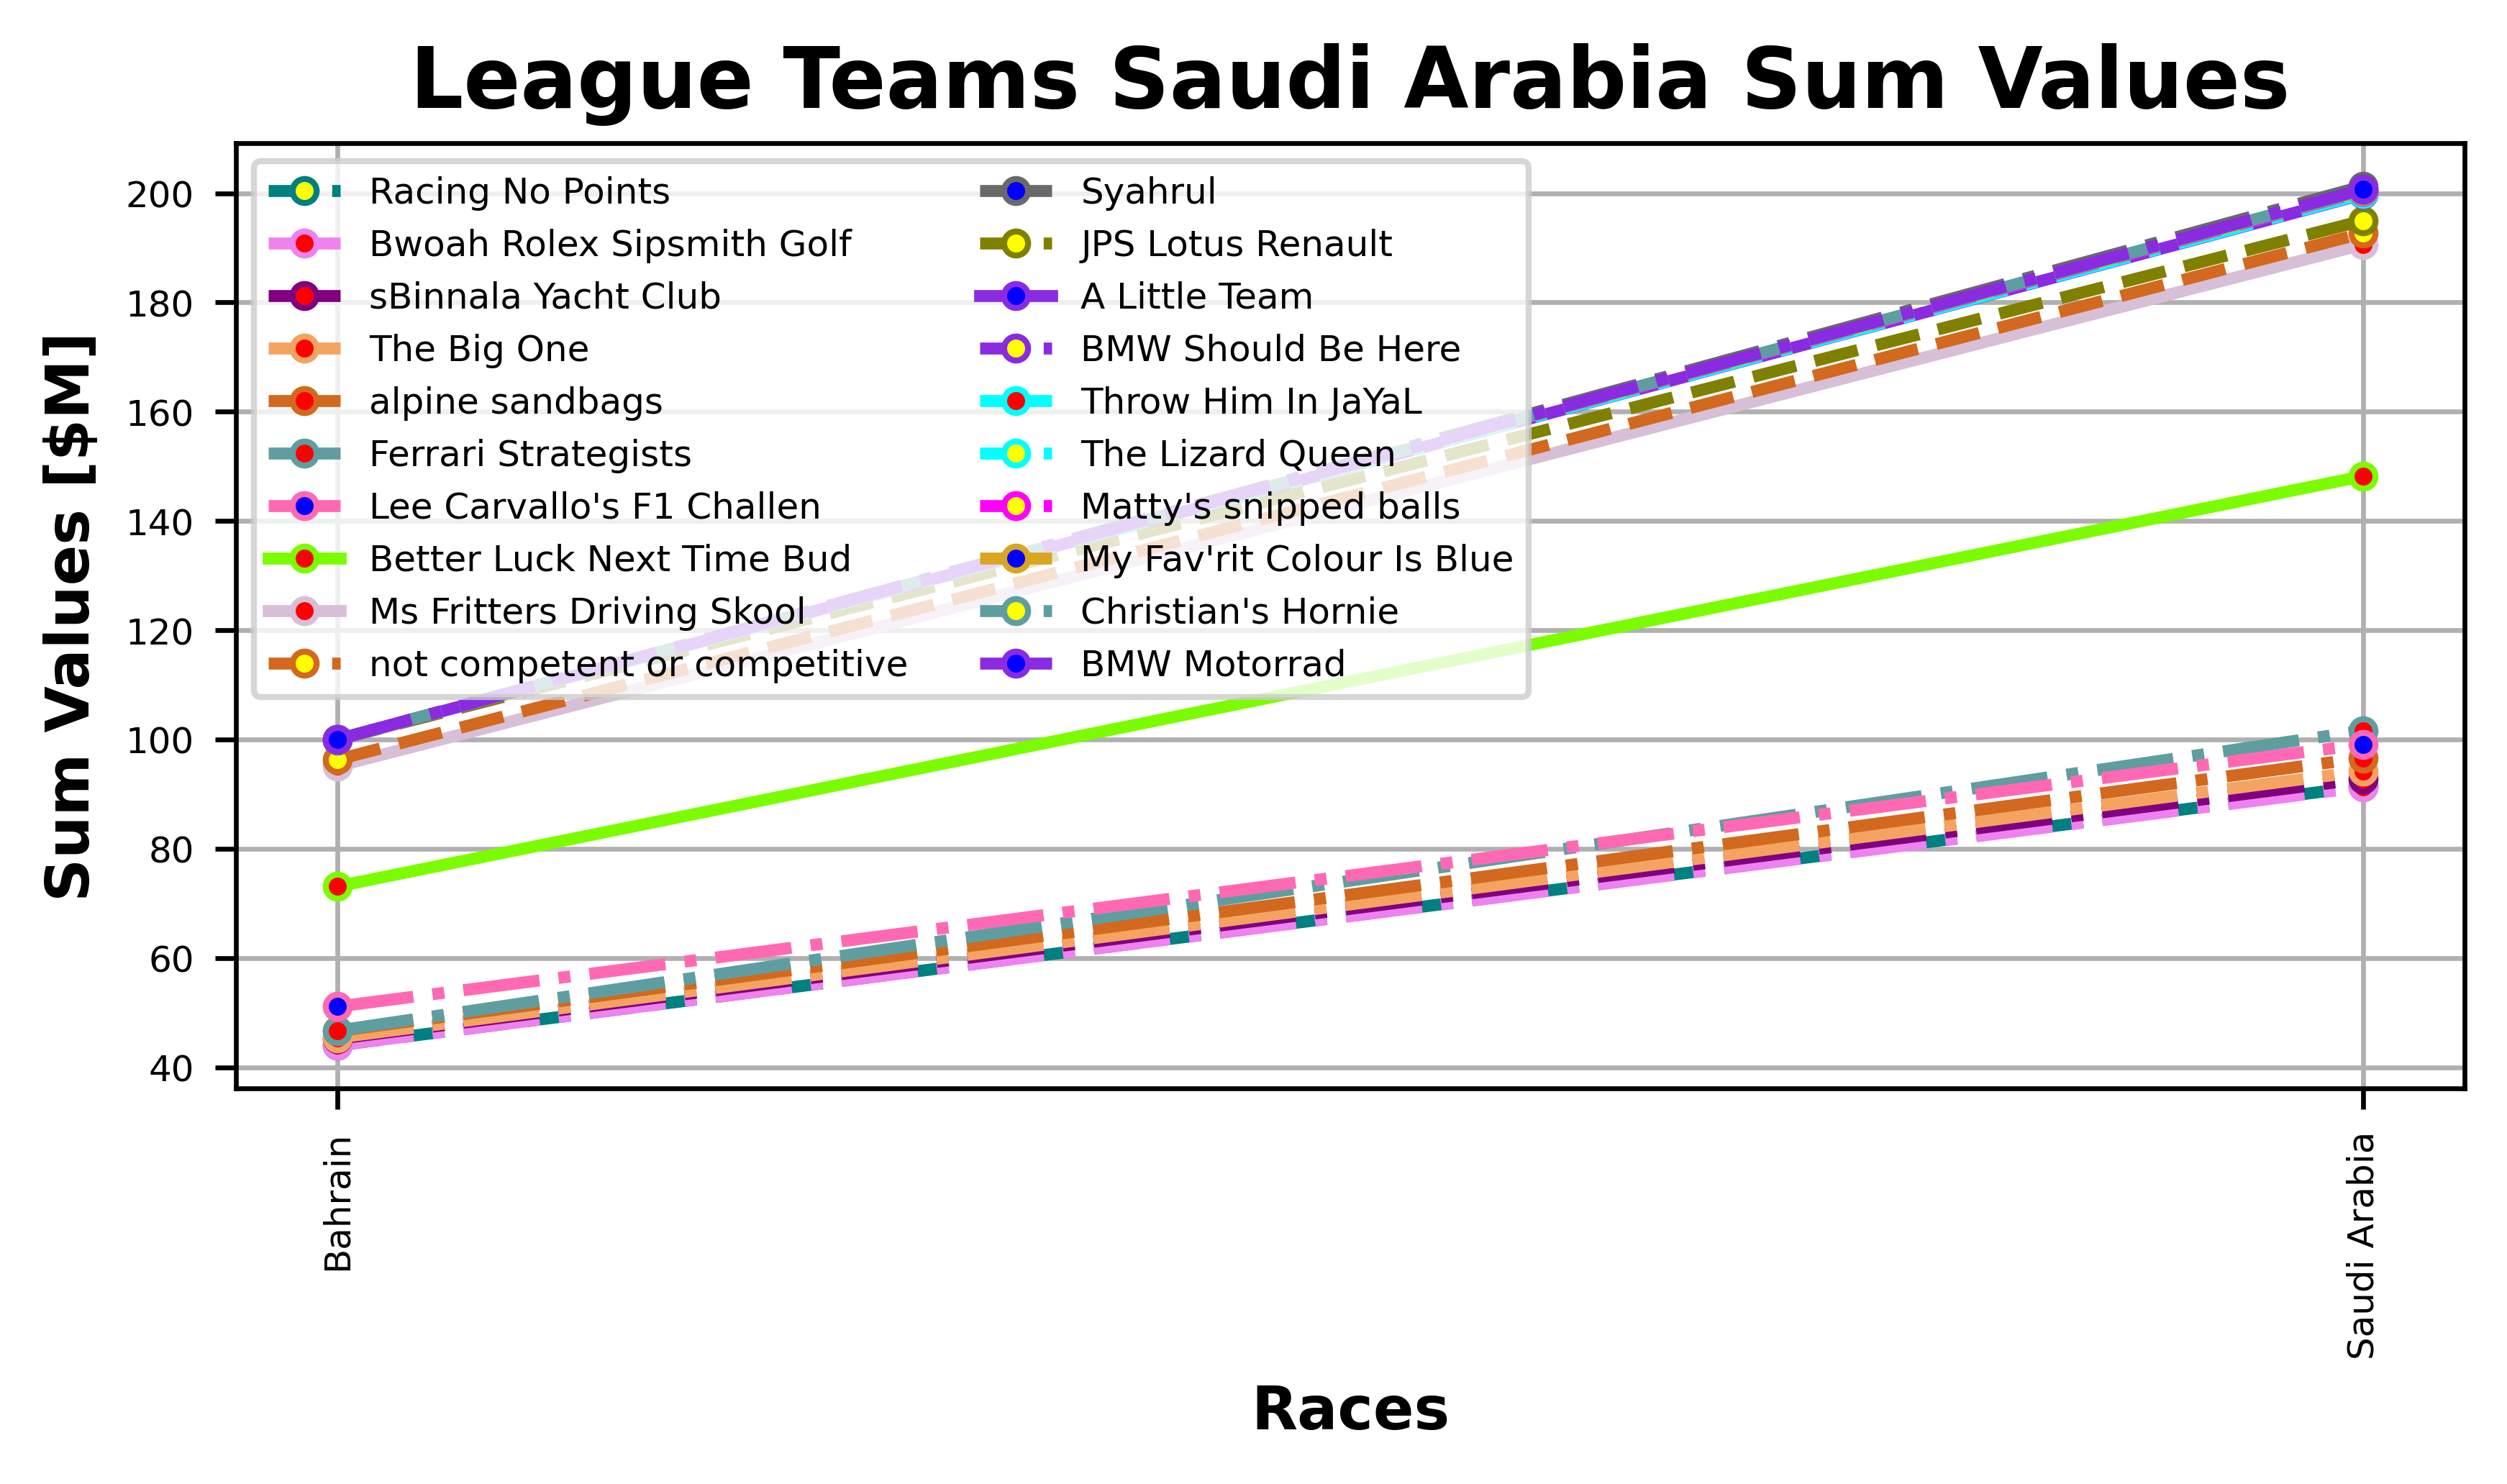 League Teams Saudi Arabia Sum Values
Sum Values [$M]
200
180
160
140
120
100
80
60
40
Racing No Points
Bwoah Rolex Sipsmith Golf
sBinnala Yacht Club
The Big One
alpine sandbags
Ferrari Strategists
Lee Carvallo's F1 Challen
Better Luck Next Time Bud
Ms Fritters Driving Skool
not competent or competitive
Syahrul
JPS Lotus Renault
A Little Team
BMW Should Be Here
Throw Him In JaYaL
The Lizard Queen
Matty's snipped balls
My Fav'rit Colour Is Blue
Christian's Hornie
BMW Motorrad
Bahrain
Saudi Arabia
Races